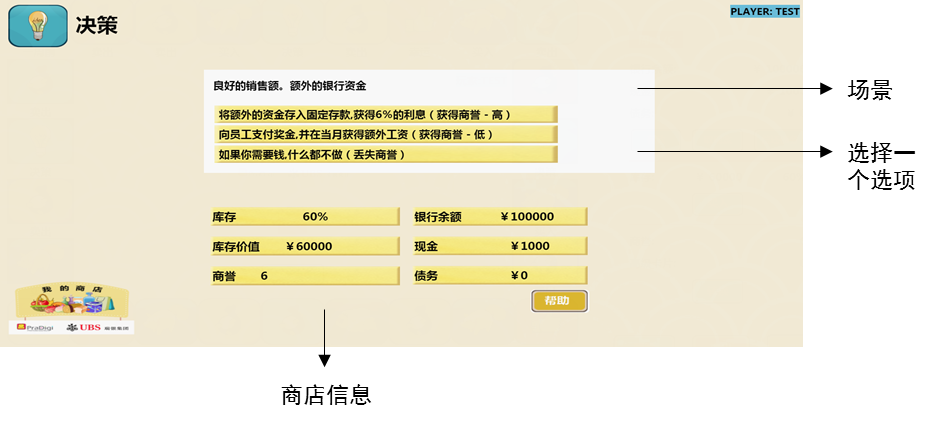 决策
PLAYER: TEST
良好的销售额。额外的银行资金
场景
将额外的资金存入固定存款,获得6%的利息（获得商誉 - 高）
向员工支付奖金,并在当月获得额外工资（获得商誉 - 低）
如果你需要钱,什么都不做（丢失商誉）
选择一
个选项
库存 60%
银行余额 ￥100000
库存价值 ￥60000
现金 ￥1000
商誉 6
债务 ￥0
帮助
我的商店
PraDigi
UBS 瑞银集团
商店信息